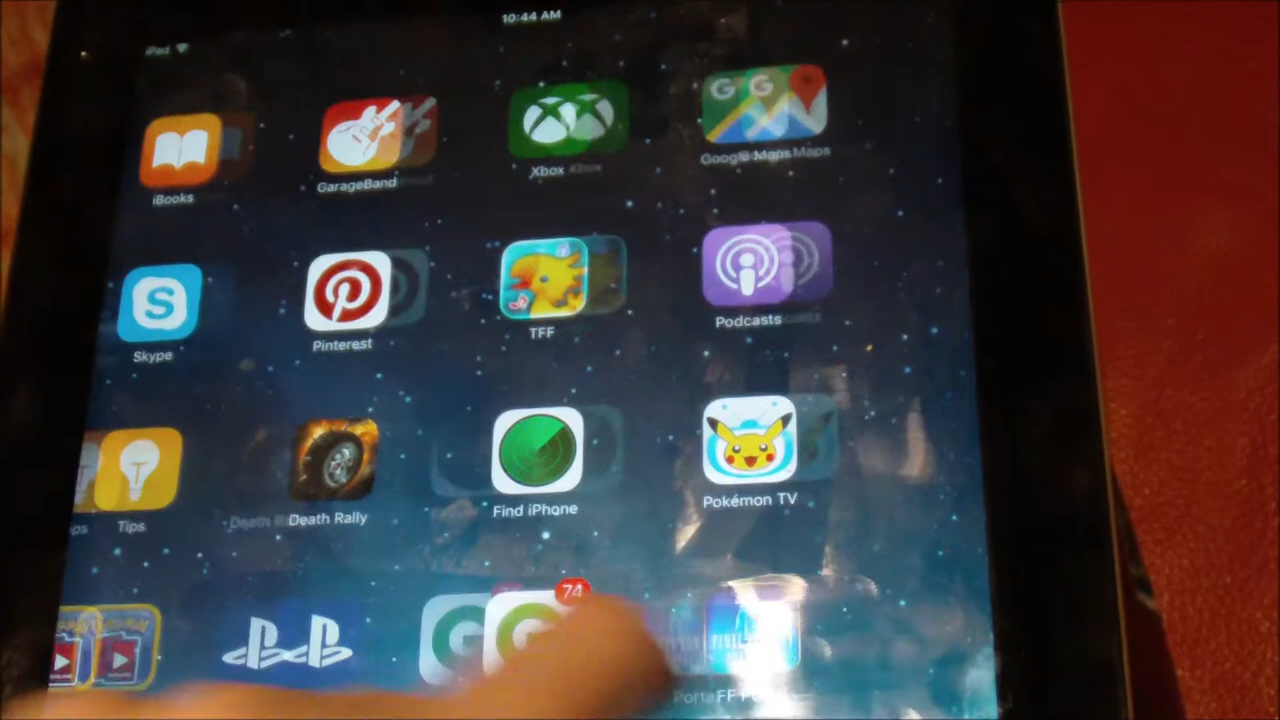 10:44 AM
iPad
iBooks
GarageBand
Xbox
Google Maps
Skype
Pinterest
TFF
Podcasts
Tips
Death Rally
Find iPhone
Pokémon TV
74